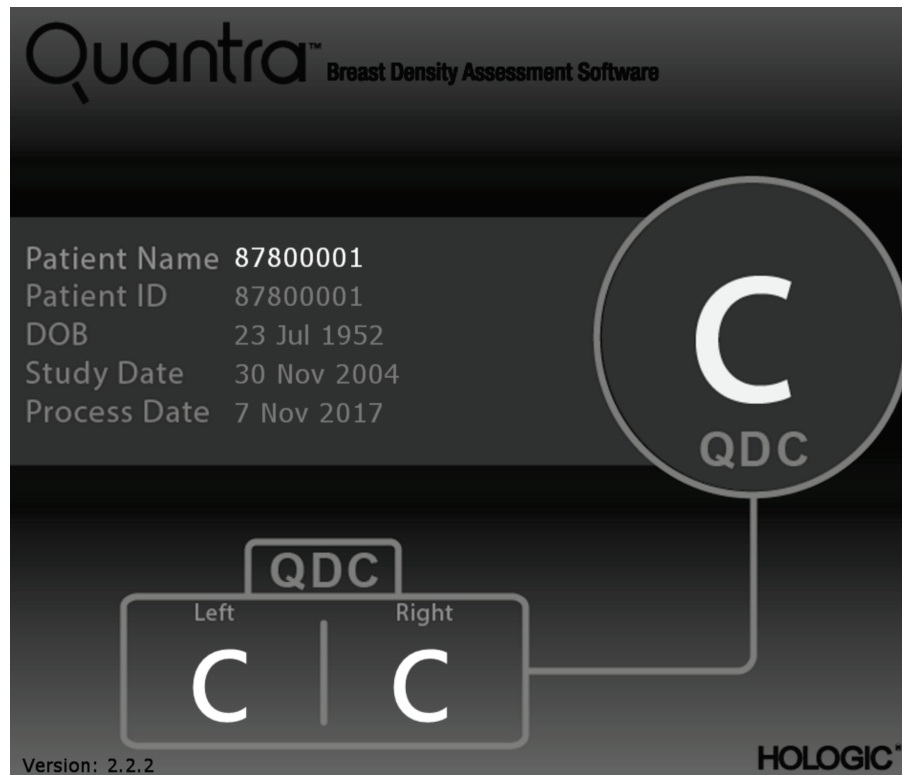 Quantra™ Breast Density Assessment Software
Patient Name 87800001
Patient ID 87800001
DOB 23 Jul 1952
Study Date 30 Nov 2004
Process Date 7 Nov 2017
C
QDC
QDC
Left Right
C C
Version: 2.2.2
HOLOGIC